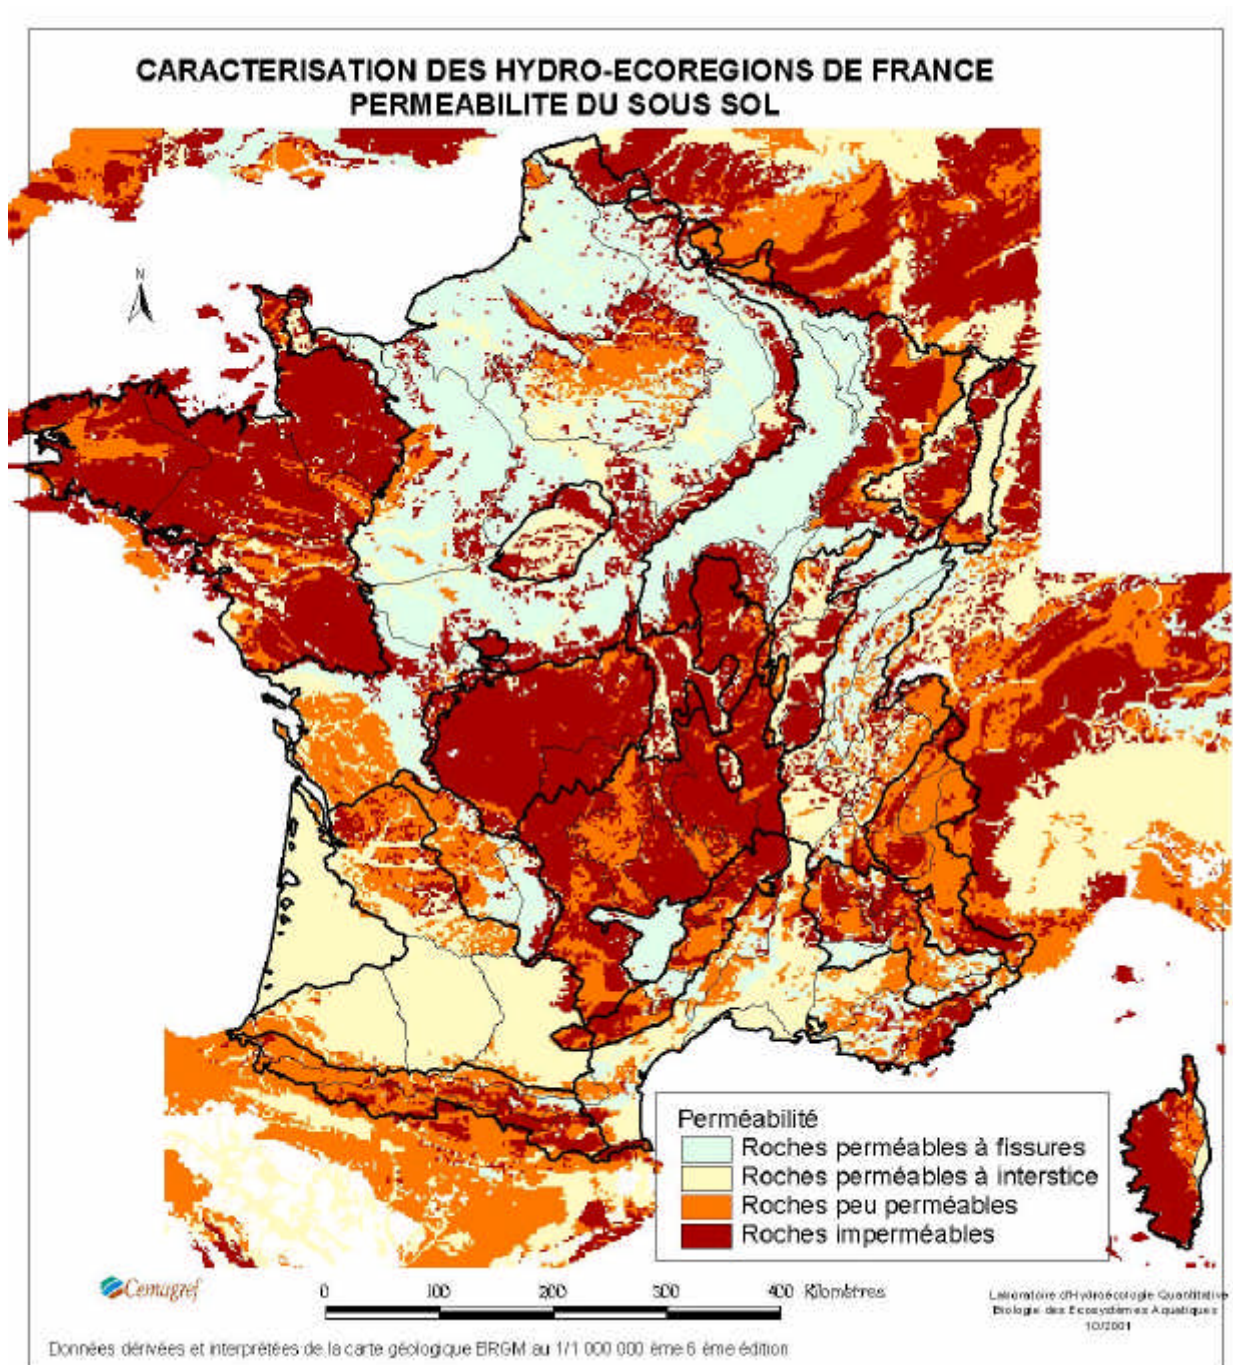 CARACTERISATION DES HYDRO-ECOREGIONS DE FRANCE
PERMEABILITE DU SOUS SOL
N
Perméabilité
Roches perméables à fissures
Roches perméables à interstice
Roches peu perméables
Roches imperméables
Cemagref
0 100 200 300 400 Kilomètres
Laboratoire d'Hydroécologie Quantitative
Biologie des Ecosystèmes Aquatiques
10/2001
Données dérivées et interprétées de la carte géologique BRGM au 1/1 000 000 ème 6 ème édition